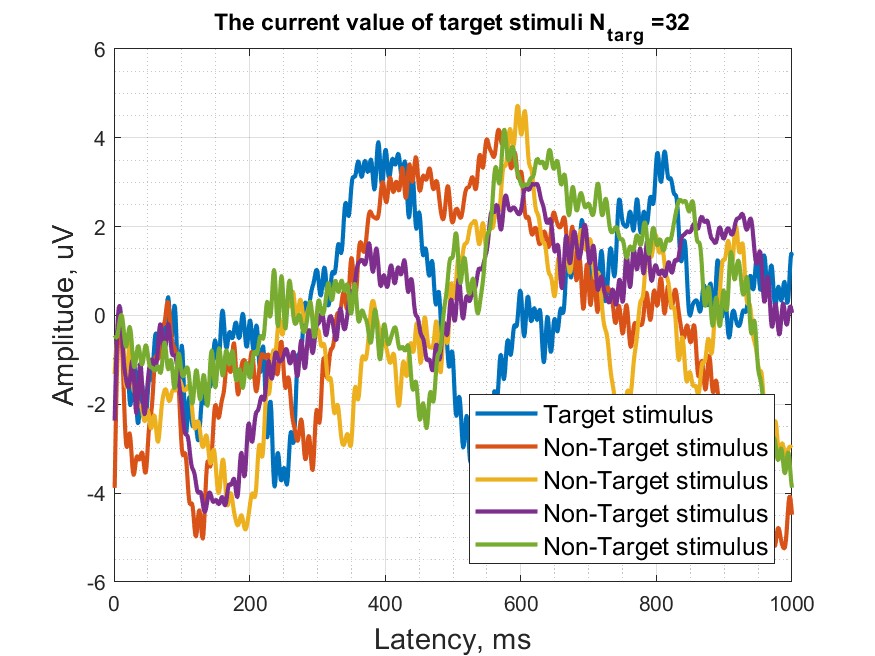 The current value of target stimuli N_targ =32
6
4
2
0
-2
-4
-6
Amplitude, uV
Target stimulus
Non-Target stimulus
Non-Target stimulus
Non-Target stimulus
Non-Target stimulus
0 200 400 600 800 1000
Latency, ms